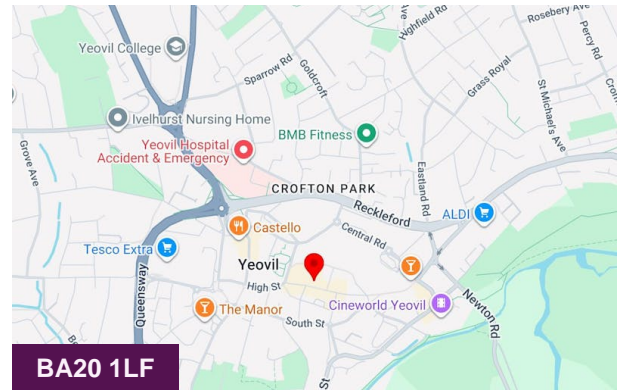 Highfield Rd
Rosebery Ave
Yeovil College
Percy Rd
Sparrow Rd
Goldcroft
Grass Royal
St Michael's Ave
Ivelhurst Nursing Home
BMB Fitness
Grove Ave
Yeovil Hospital
Accident & Emergency
Eastland Rd
CROFTON PARK
Reckleford
ALDI
Castello
Central Rd
Tesco Extra
Yeovil
Queensway
High St
The Manor
Cineworld Yeovil
Newton Rd
South St
St
BA20 1LF